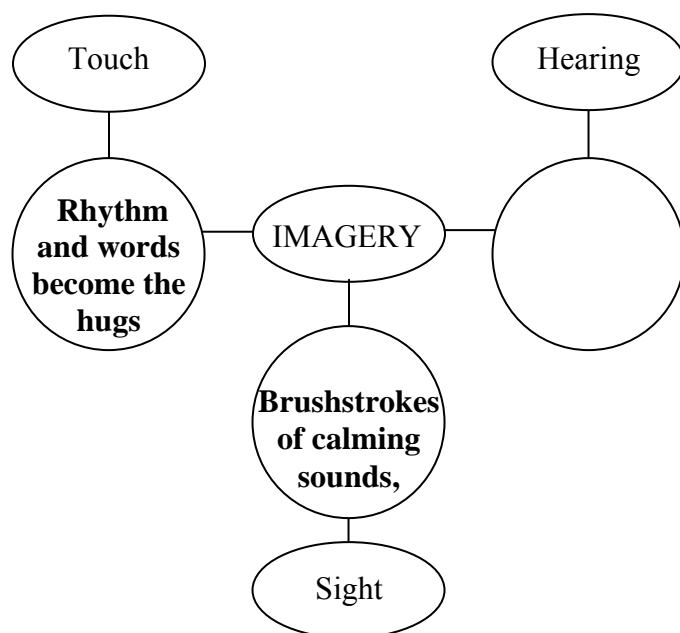 Touch
Hearing
Rhythm
and words
become the
hugs
IMAGERY
Brushstrokes
of calming
sounds,
Sight